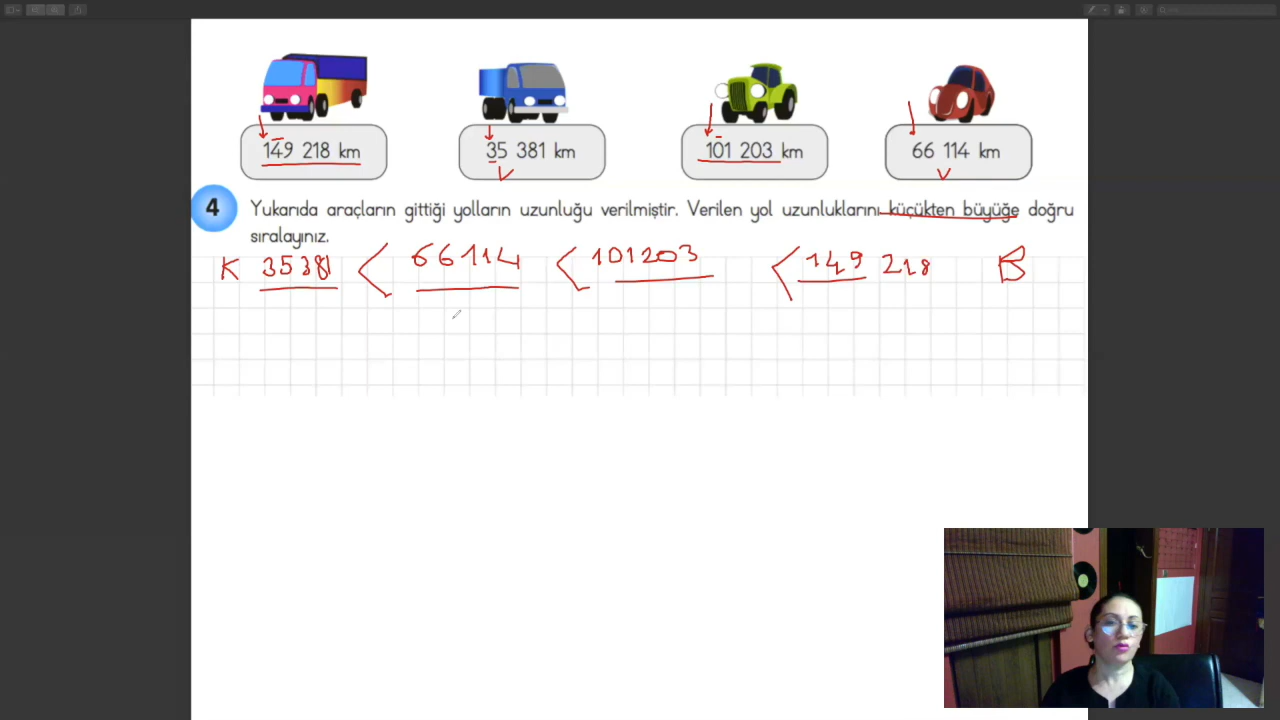 149 218 km
35 381 km
101 203 km
66 114 km
4
Yukarıda araçların gittiği yolların uzunluğu verilmiştir. Verilen yol uzunluklarını küçükten büyüğe doğru
sıralayınız.
K 35381 < 66114 < 101203 < 149 218 B